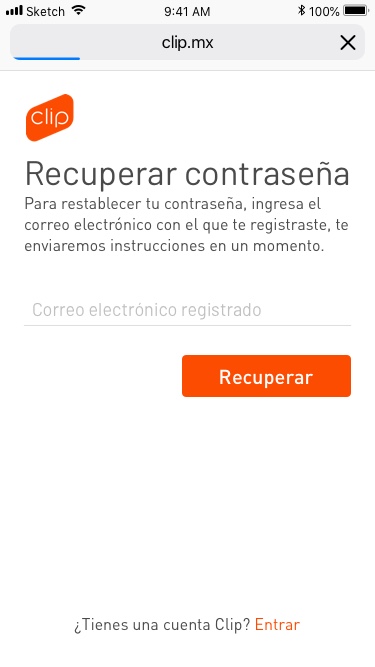 Sketch 9:41 AM 100%
clip.mx
clip
Recuperar contraseña
Para restablecer tu contraseña, ingresa el
correo electrónico con el que te registraste, te
enviaremos instrucciones en un momento.
Correo electrónico registrado
Recuperar
¿Tienes una cuenta Clip? Entrar